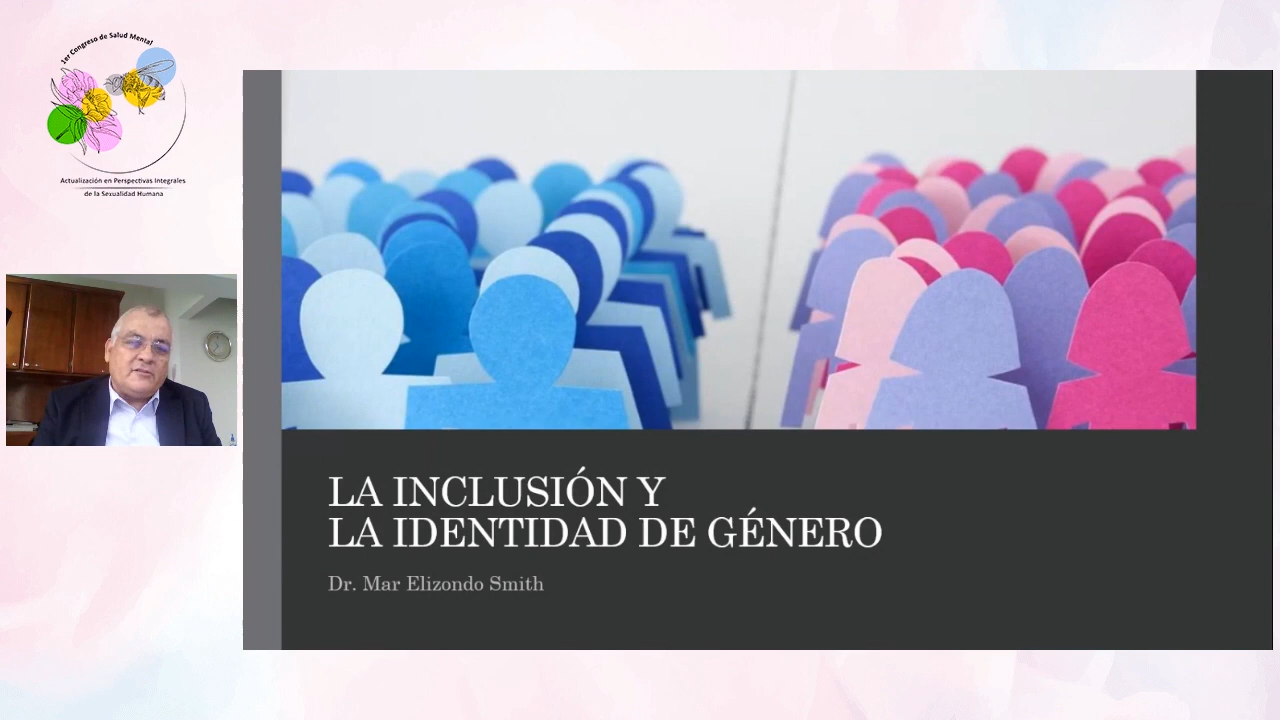 1er Congreso de Salud Mental
Actualización en Perspectivas Integrales
de la Sexualidad Humana
LA INCLUSIÓN Y
LA IDENTIDAD DE GÉNERO
Dr. Mar Elizondo Smith